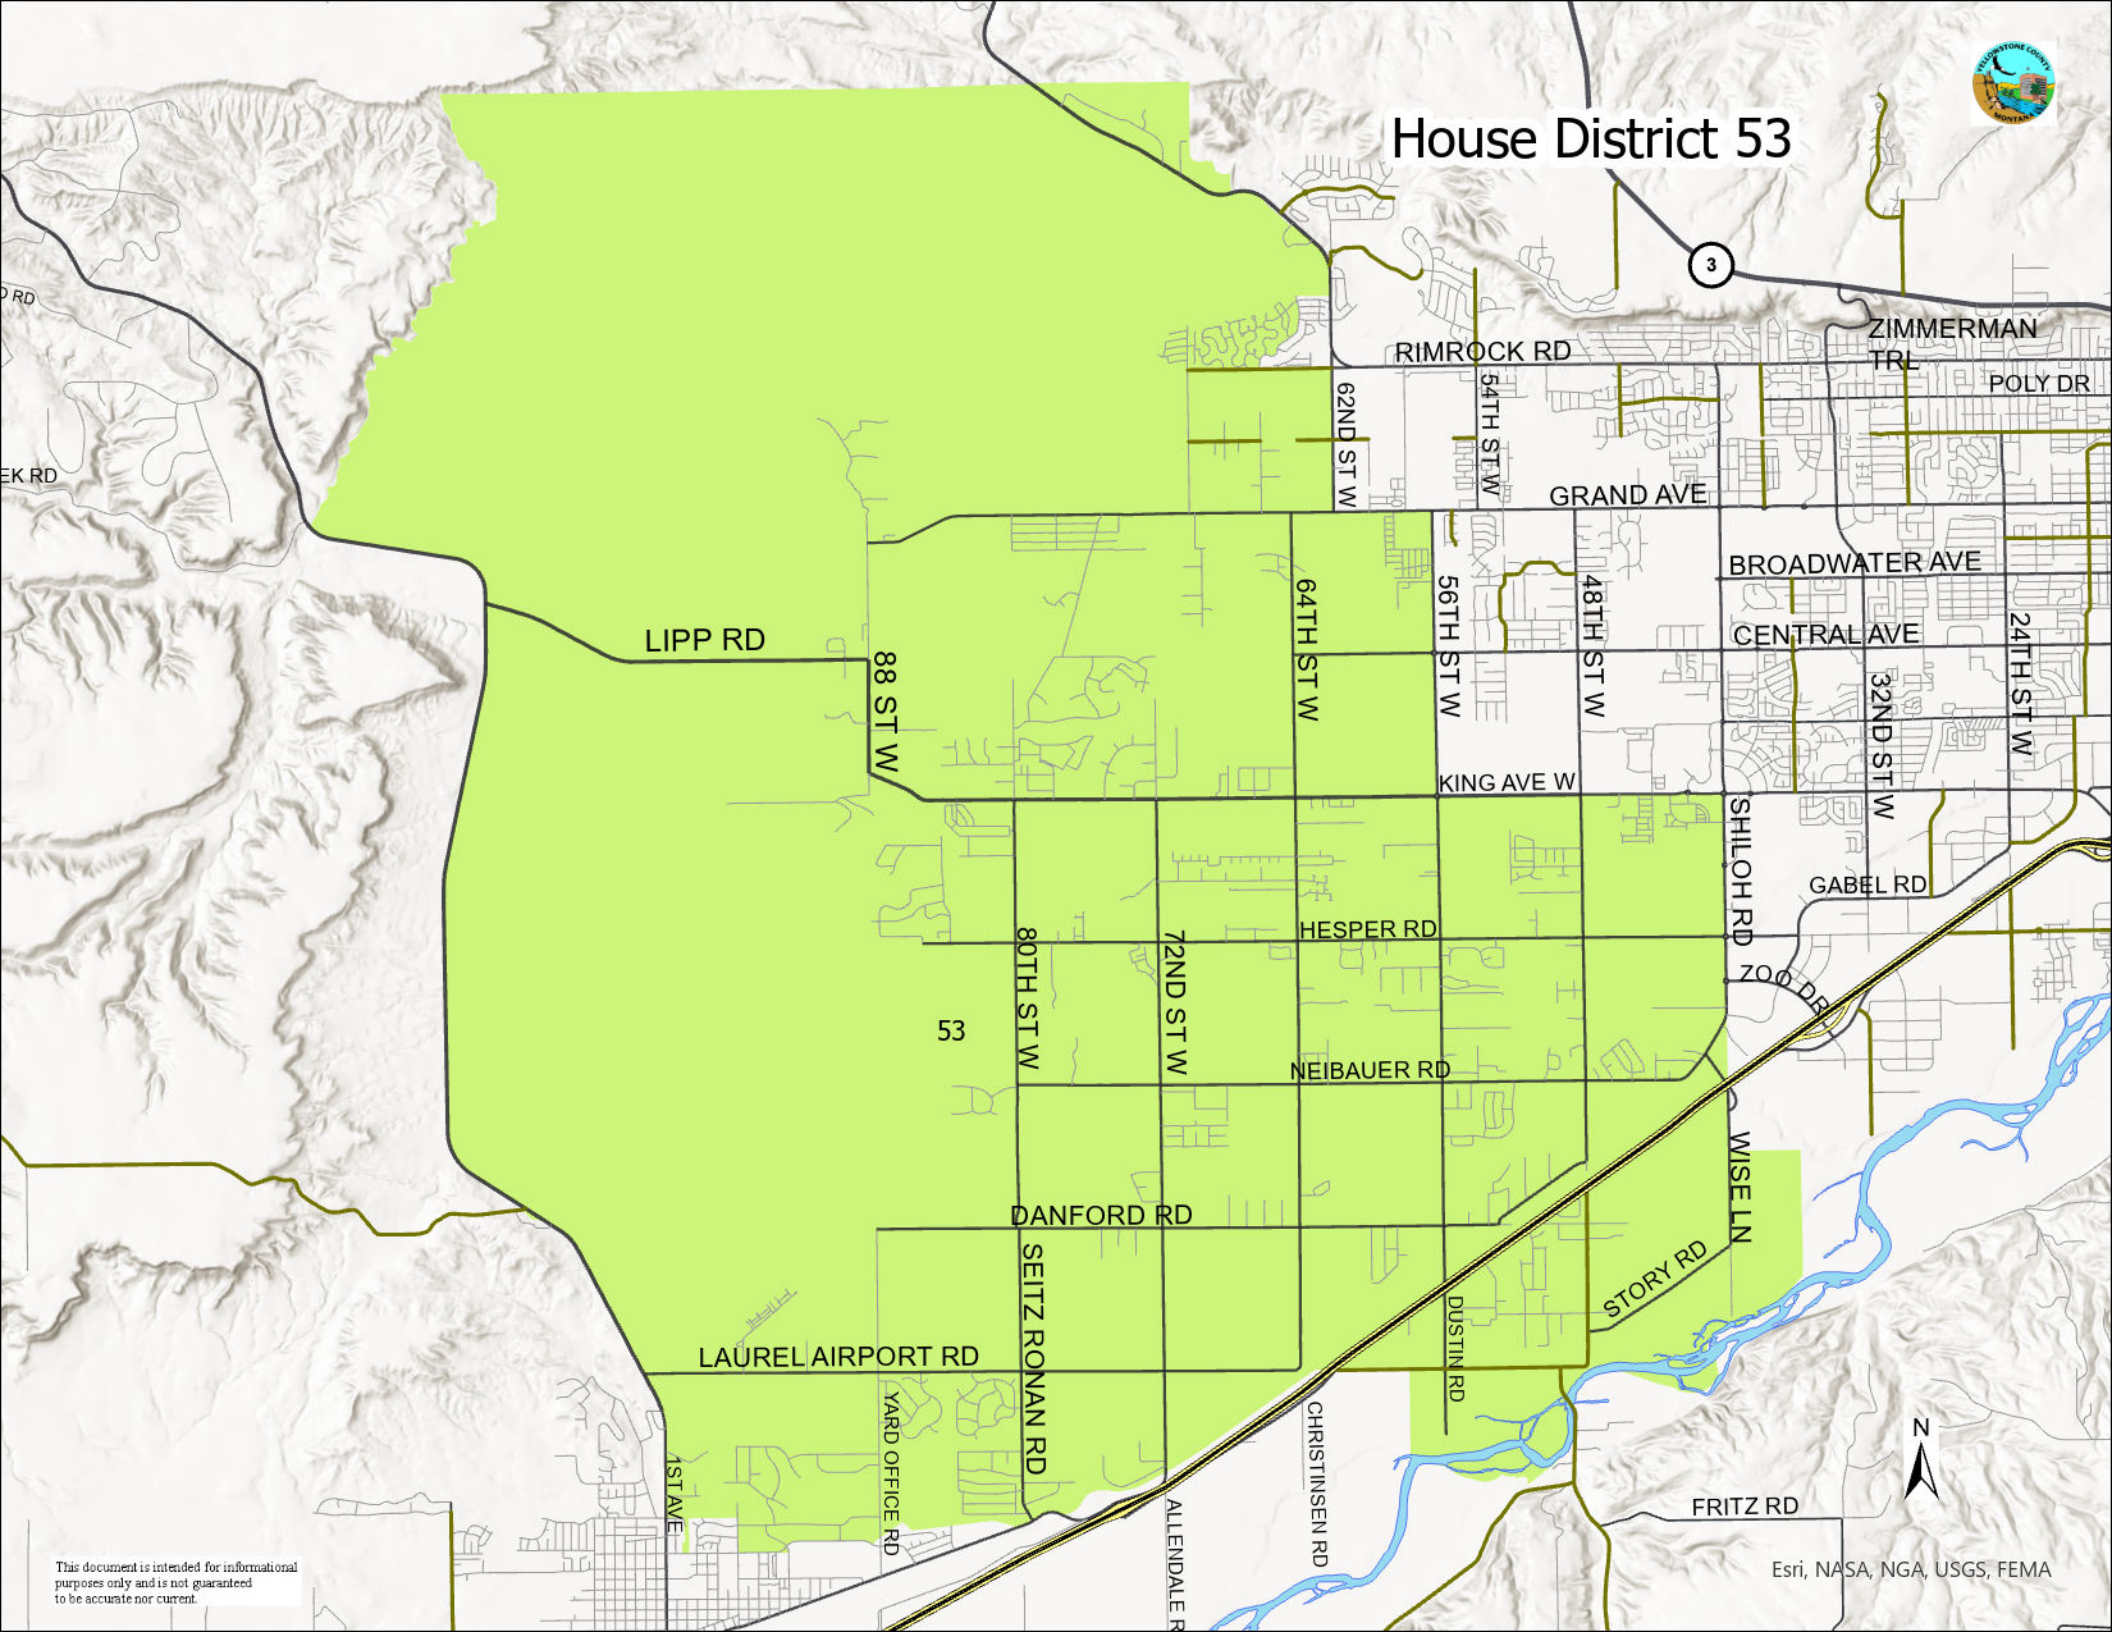 YELLOWSTONE COUNTY
MONTANA
House District 53
3
RD
ZIMMERMAN
TRL
RIMROCK RD
POLY DR
62ND ST W
54TH ST W
EK RD
GRAND AVE
BROADWATER AVE
64TH ST W
56TH ST W
48TH ST W
24TH ST W
CENTRAL AVE
LIPP RD
88 ST W
32ND ST W
KING AVE W
SHILOH RD
GABEL RD
HESPER RD
80TH ST W
72ND ST W
ZOO DR
53
NEIBAUER RD
WISE LN
DANFORD RD
SEITZ RONAN RD
STORY RD
DUSTIN RD
LAUREL AIRPORT RD
YARD OFFICE RD
CHRISTINSEN RD
1ST AVE
N
ALLENDALE R
FRITZ RD
This document is intended for informational
purposes only and is not guaranteed
to be accurate nor current.
Esri, NASA, NGA, USGS, FEMA